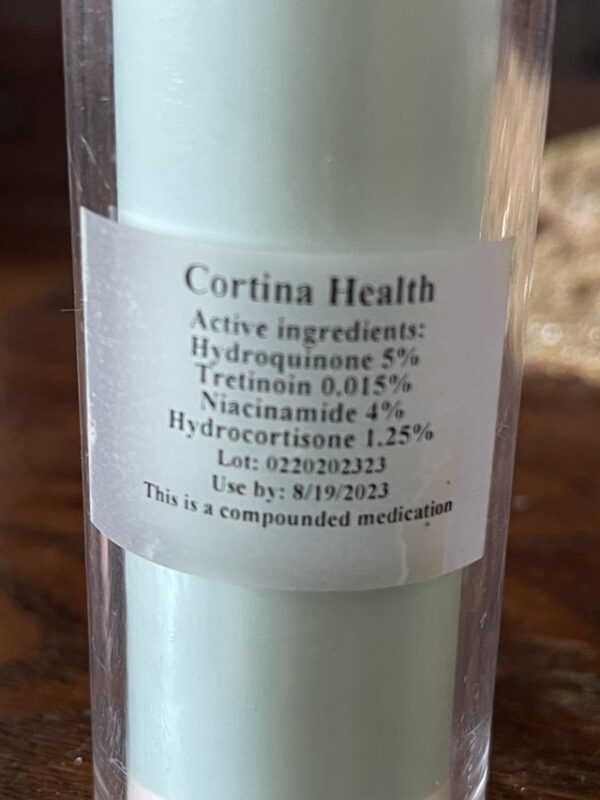 Cortina Health
Active ingredients:
Hydroquinone 5%
Tretinoin 0.015%
Niacinamide 4%
Hydrocortisone 1.25%
Lot: 0220202323
Use by: 8/19/2023
This is a compounded medication